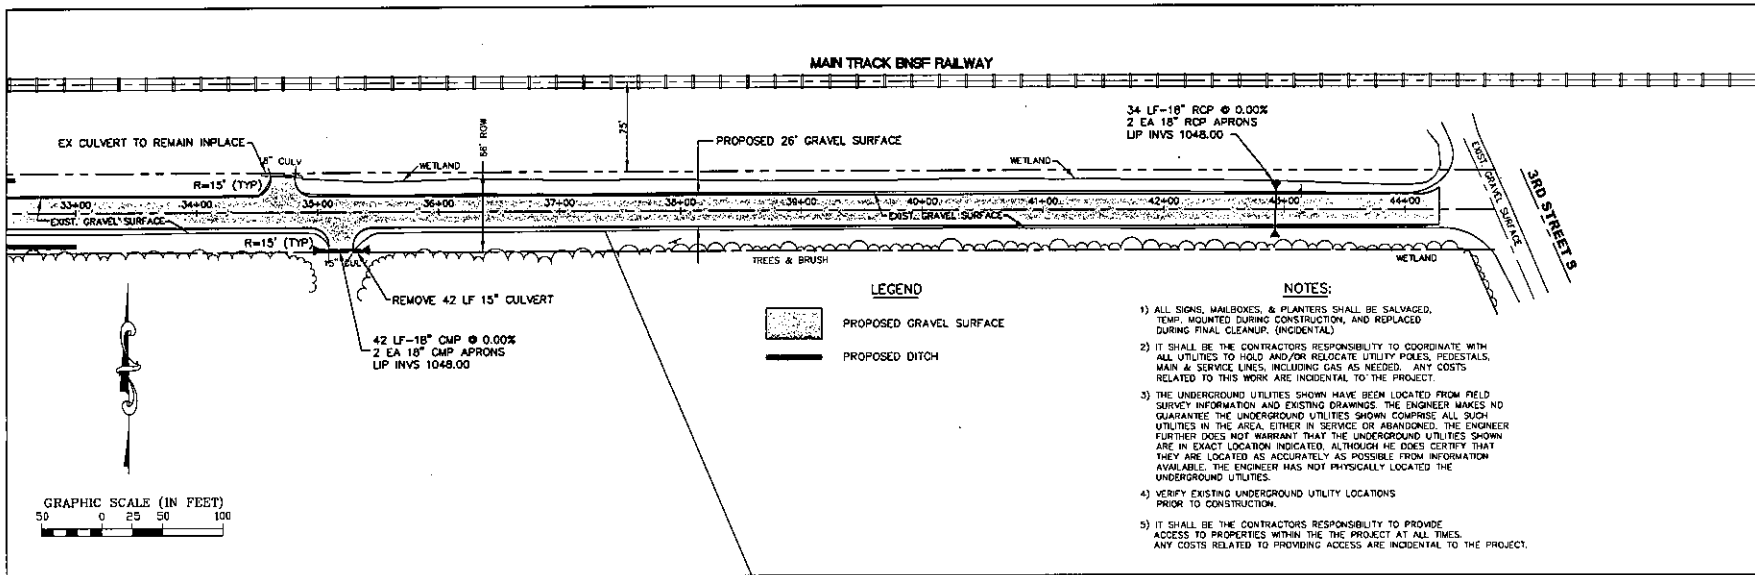 MAIN TRACK BNSF RAILWAY
75'
66' ROW
34 LF-18" RCP @ 0.00%
2 EA 18" RCP APRONS
L/P INVS 1048.00
EX CULVERT TO REMAIN INPLACE
18" CULV
WETLAND
PROPOSED 26' GRAVEL SURFACE
WETLAND
R=15' (TYP)
33+00
34+00
35+00
36+00
37+00
38+00
39+00
40+00
41+00
42+00
43+00
44+00
EXIST. GRAVEL SURFACE
EXIST. GRAVEL SURFACE
EXIST GRAVEL SURFACE
3RD STREET S
R=15' (TYP)
15" CULV
TREES & BRUSH
WETLAND
REMOVE 42 LF 15" CULVERT
42 LF-18" CMP @ 0.00%
2 EA 18" CMP APRONS
L/P INVS 1048.00
LEGEND
PROPOSED GRAVEL SURFACE
PROPOSED DITCH
GRAPHIC SCALE (IN FEET)
50 0 25 50 100
NOTES:
1) ALL SIGNS, MAILBOXES, & PLANTERS SHALL BE SALVAGED,
TEMP. MOUNTED DURING CONSTRUCTION, AND REPLACED
DURING FINAL CLEANUP. (INCIDENTAL)
2) IT SHALL BE THE CONTRACTORS RESPONSIBILITY TO COORDINATE WITH
ALL UTILITIES TO HOLD AND/OR RELOCATE UTILITY POLES, PEDESTALS,
MAIN & SERVICE LINES, INCLUDING GAS AS NEEDED. ANY COSTS
RELATED TO THIS WORK ARE INCIDENTAL TO THE PROJECT.
3) THE UNDERGROUND UTILITIES SHOWN HAVE BEEN LOCATED FROM FIELD
SURVEY INFORMATION AND EXISTING DRAWINGS. THE ENGINEER MAKES NO
GUARANTEE THE UNDERGROUND UTILITIES SHOWN COMPRISE ALL SUCH
UTILITIES IN THE AREA, EITHER IN SERVICE OR ABANDONED. THE ENGINEER
FURTHER DOES NOT WARRANT THAT THE UNDERGROUND UTILITIES SHOWN
ARE IN EXACT LOCATION INDICATED, ALTHOUGH HE DOES CERTIFY THAT
THEY ARE LOCATED AS ACCURATELY AS POSSIBLE FROM INFORMATION
AVAILABLE. THE ENGINEER HAS NOT PHYSICALLY LOCATED THE
UNDERGROUND UTILITIES.
4) VERIFY EXISTING UNDERGROUND UTILITY LOCATIONS
PRIOR TO CONSTRUCTION.
5) IT SHALL BE THE CONTRACTORS RESPONSIBILITY TO PROVIDE
ACCESS TO PROPERTIES WITHIN THE THE PROJECT AT ALL TIMES.
ANY COSTS RELATED TO PROVIDING ACCESS ARE INCIDENTAL TO THE PROJECT.